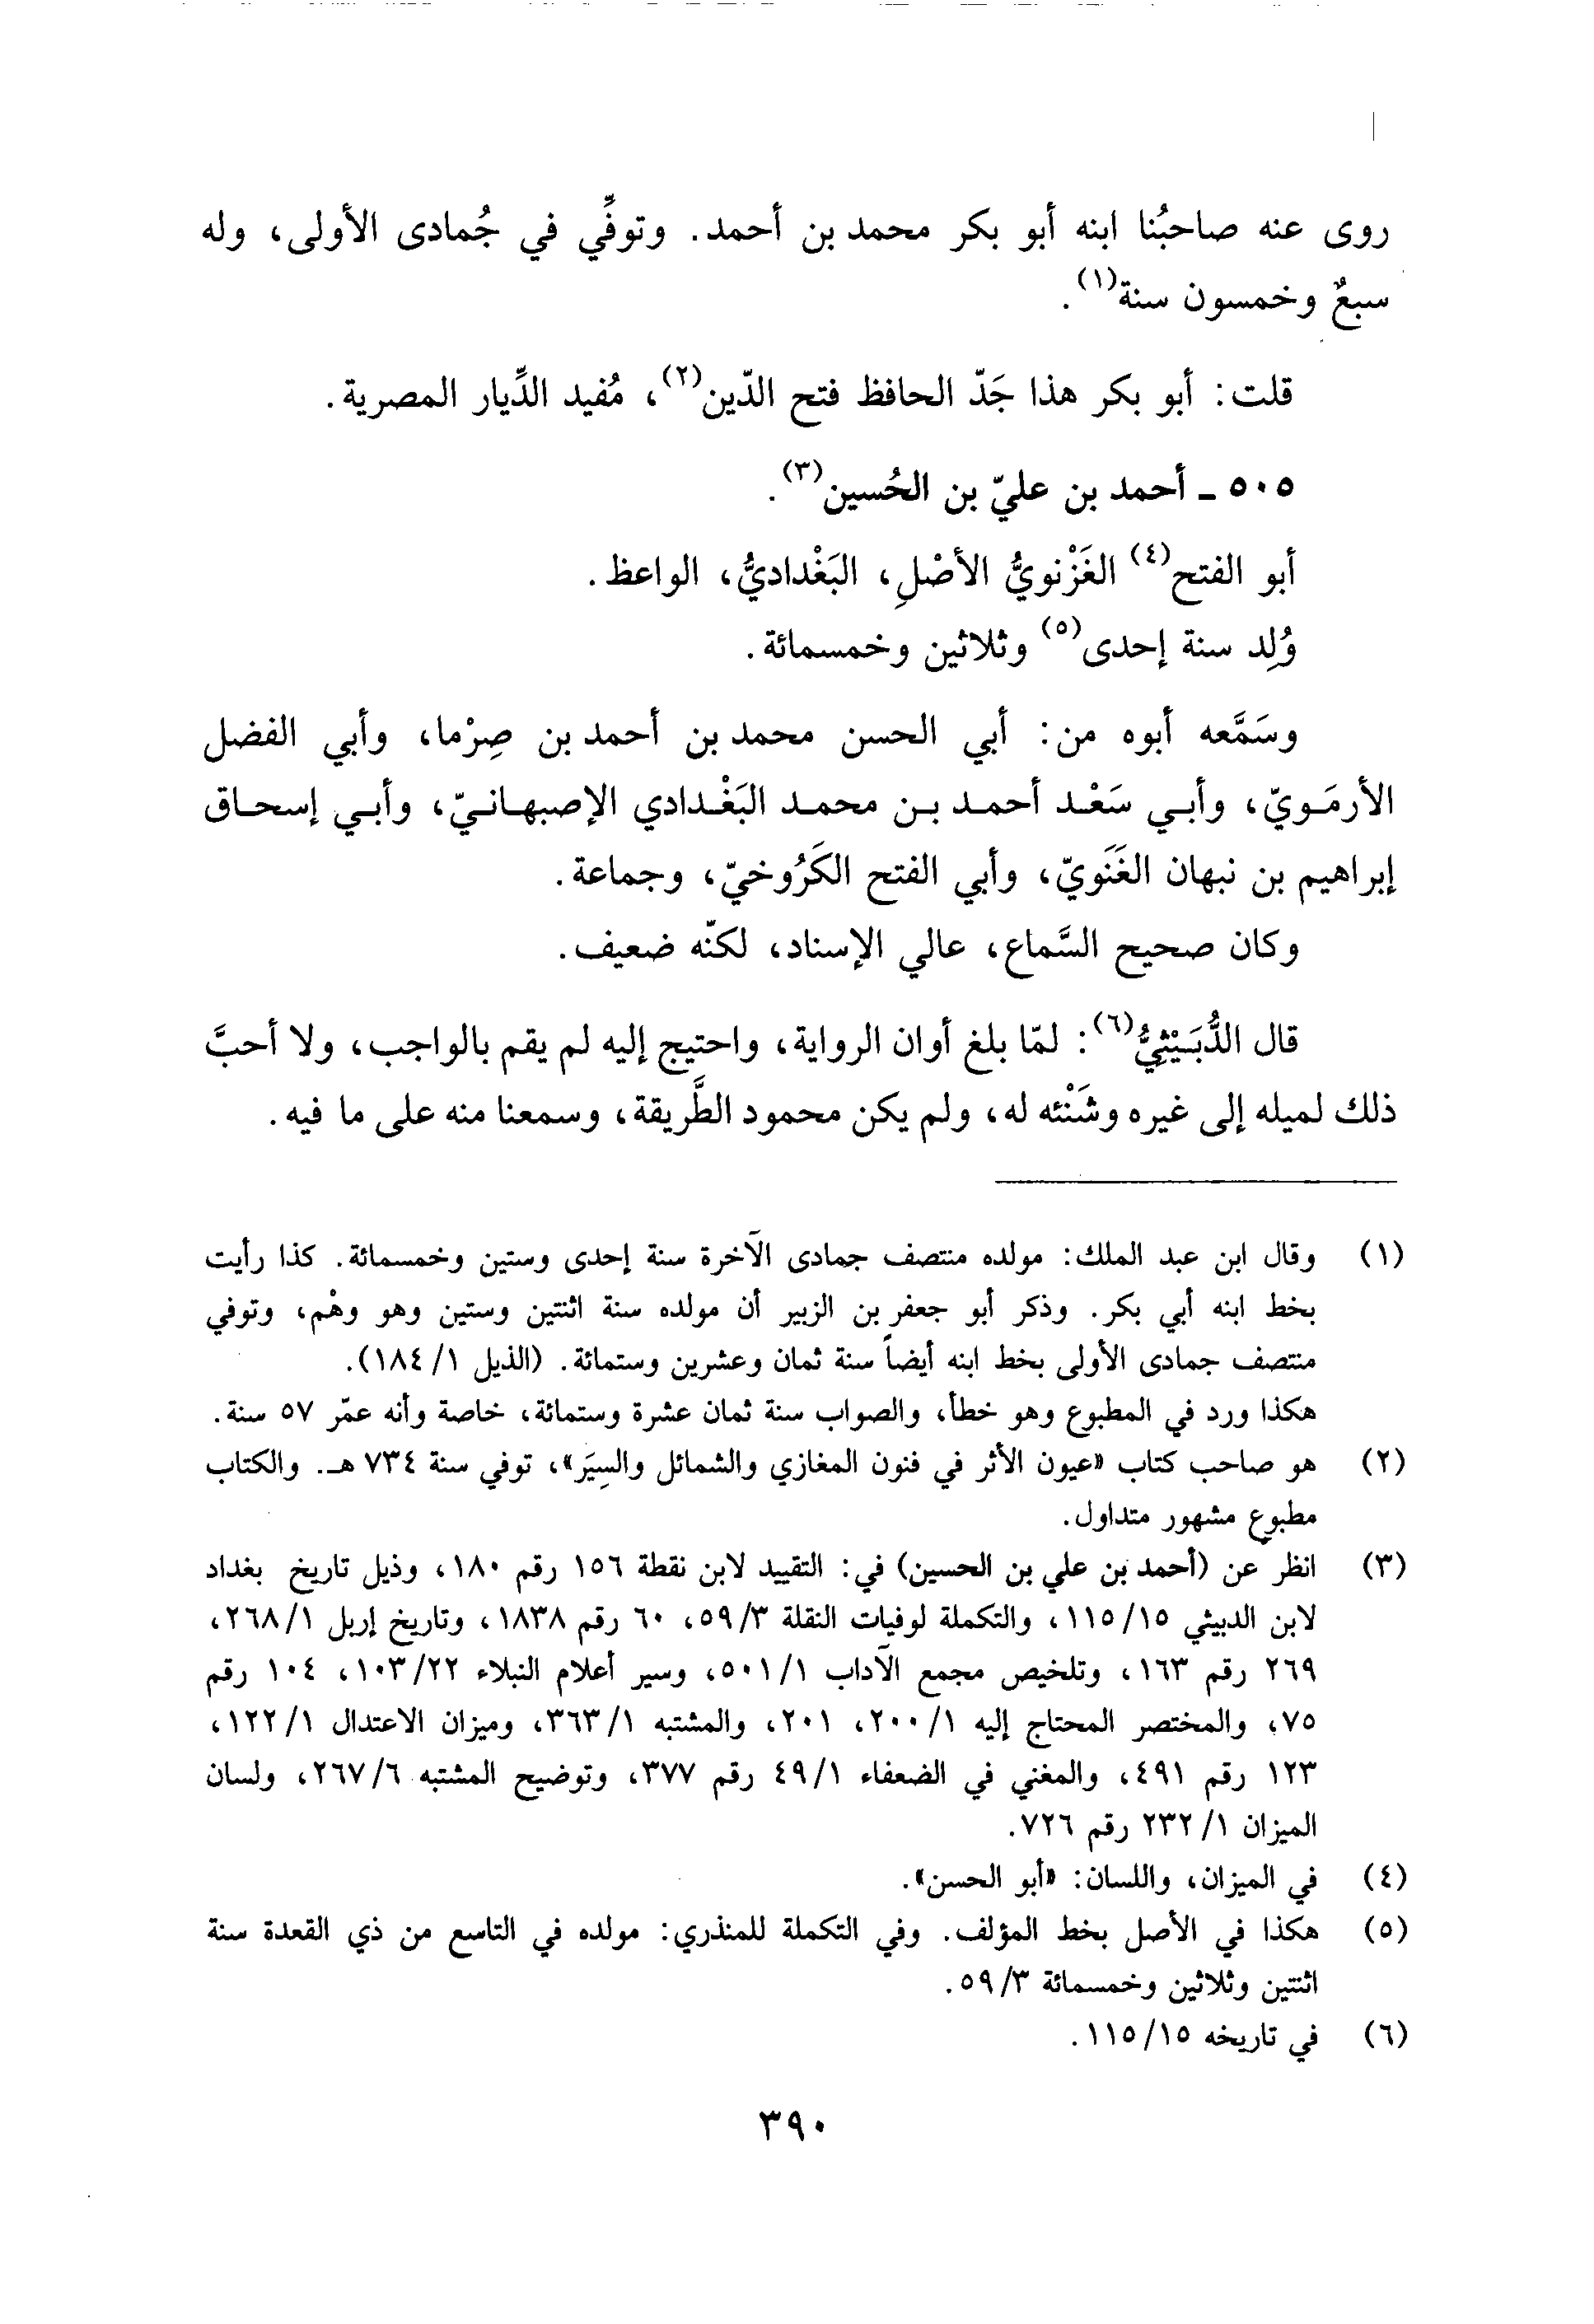 روى عنه صاحبُنا ابنه أبو بكر محمد بن أحمد. وتوفِّي في جُمادى الأولى، وله
سبعٌ وخمسون سنة(١).
قلت: أبو بكر هذا جَدّ الحافظ فتح الدّين(٢)، مُفيد الدِّيار المصرية.
٥٠٥ - أحمد بن عليّ بن الحُسين(٣).
أبو الفتح(٤) الغَزْنويُّ الأصْلِ، البَغْداديُّ، الواعظ.
وُلِد سنة إحدى(٥) وثلاثين وخمسمائة.
وسَمَّعه أبوه من: أبي الحسن محمد بن أحمد بن صِرْما، وأبي الفضل
الأرمَويّ، وأبي سَعْد أحمد بن محمد البَغْدادي الإصبهانيّ، وأبي إسحاق
إبراهيم بن نبهان الغَنَويّ، وأبي الفتح الكَرُوخيّ، وجماعة.
وكان صحيح السَّماع، عالي الإسناد، لكنّه ضعيف.
قال الدُّبَيْثِيُّ(٦): لمّا بلغ أوان الرواية، واحتيج إليه لم يقم بالواجب، ولا أحبَّ
ذلك لميله إلى غيره وشَنْئه له، ولم يكن محمود الطَّريقة، وسمعنا منه على ما فيه.
(١) وقال ابن عبد الملك: مولده منتصف جمادى الآخرة سنة إحدى وستين وخمسمائة. كذا رأيت
بخط ابنه أبي بكر. وذكر أبو جعفر بن الزبير أن مولده سنة اثنتين وستين وهو وهْم، وتوفي
منتصف جمادى الأولى بخط ابنه أيضاً سنة ثمان وعشرين وستمائة. (الذيل ١/ ١٨٤).
هكذا ورد في المطبوع وهو خطأ، والصواب سنة ثمان عشرة وستمائة، خاصة وأنه عمّر ٥٧ سنة.
(٢) هو صاحب كتاب «عيون الأثر في فنون المغازي والشمائل والسِيَر»، توفي سنة ٧٣٤ هـ. والكتاب
مطبوع مشهور متداول.
(٣) انظر عن (أحمد بن علي بن الحسين) في: التقييد لابن نقطة ١٥٦ رقم ١٨٠، وذيل تاريخ بغداد
لابن الدبيثي ١٥/ ١١٥، والتكملة لوفيات النقلة ٣/ ٥٩، ٦٠ رقم ١٨٣٨، وتاريخ إربل ١/ ٢٦٨،
٢٦٩ رقم ١٦٣، وتلخيص مجمع الآداب ١/ ٥٠١، وسير أعلام النبلاء ٢٢/ ١٠٣، ١٠٤ رقم
٧٥، والمختصر المحتاج إليه ١/ ٢٠٠، ٢٠١، والمشتبه ١/ ٣٦٣، وميزان الاعتدال ١/ ١٢٢،
١٢٣ رقم ٤٩١، والمغني في الضعفاء ١/ ٤٩ رقم ٣٧٧، وتوضيح المشتبه ٦/ ٢٦٧، ولسان
الميزان ١/ ٢٣٢ رقم ٧٢٦.
(٤) في الميزان، واللسان: «أبو الحسن».
(٥) هكذا في الأصل بخط المؤلف. وفي التكملة للمنذري: مولده في التاسع من ذي القعدة سنة
اثنتين وثلاثين وخمسمائة ٣/ ٥٩.
(٦) في تاريخه ١٥/ ١١٥.
٣٩٠